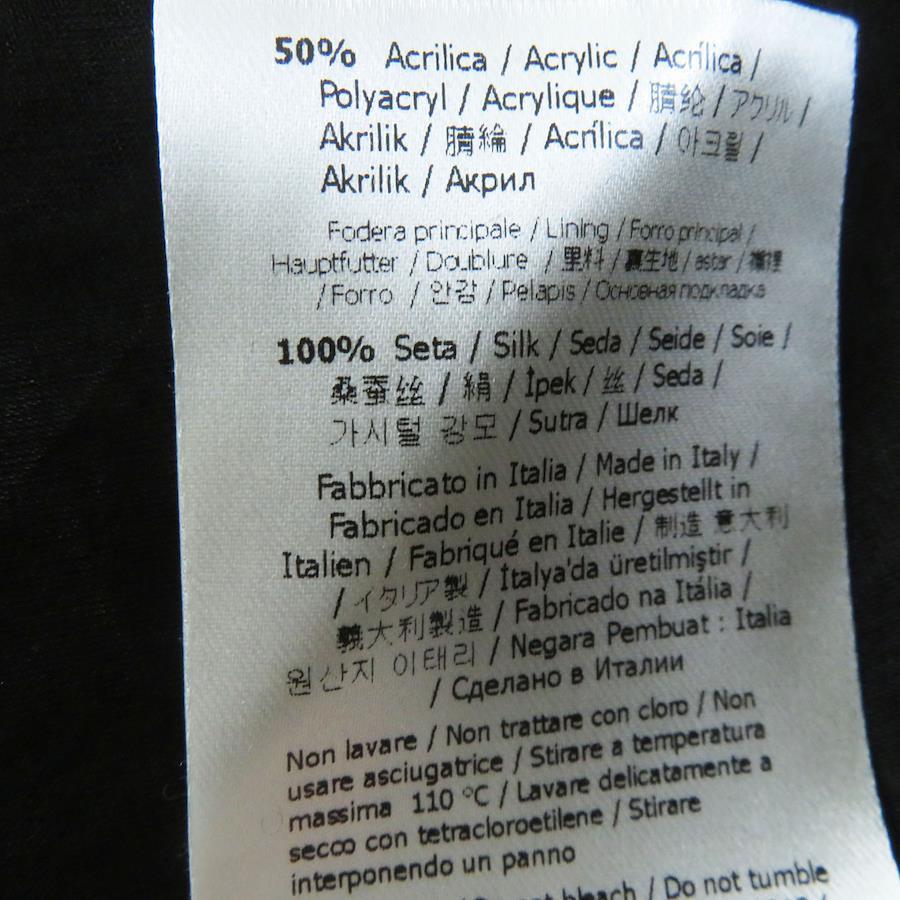 50% Acrilica / Acrylic / Acrílica /
Polyacryl / Acrylique / 腈纶 / アクリル /
Akrilik / 腈綸 / Acrílica / 아크릴 /
Akrilik / Акрил
Fodera principale / Lining / Forro principal /
Hauptfutter / Doublure / 里料 / 裏生地 / astar / 襯裡
/ Forro / 안감 / Pelapis / Основная подкладка
100% Seta / Silk / Seda / Seide / Soie /
桑蚕丝 / 絹 / İpek / 丝 / Seda /
가시털 강모 / Sutra / Шелк
Fabbricato in Italia / Made in Italy /
Fabricado en Italia / Hergestellt in
Italien / Fabriqué en Italie / 制造 意大利
/ イタリア製 / İtalya'da üretilmiştir /
義大利製造 / Fabricado na Itália /
원산지 이태리 / Negara Pembuat : Italia
/ Сделано в Италии
Non lavare / Non trattare con cloro / Non
usare asciugatrice / Stirare a temperatura
massima 110 °C / Lavare delicatamente a
secco con tetracloroetilene / Stirare
interponendo un panno
bleach / Do not tumble